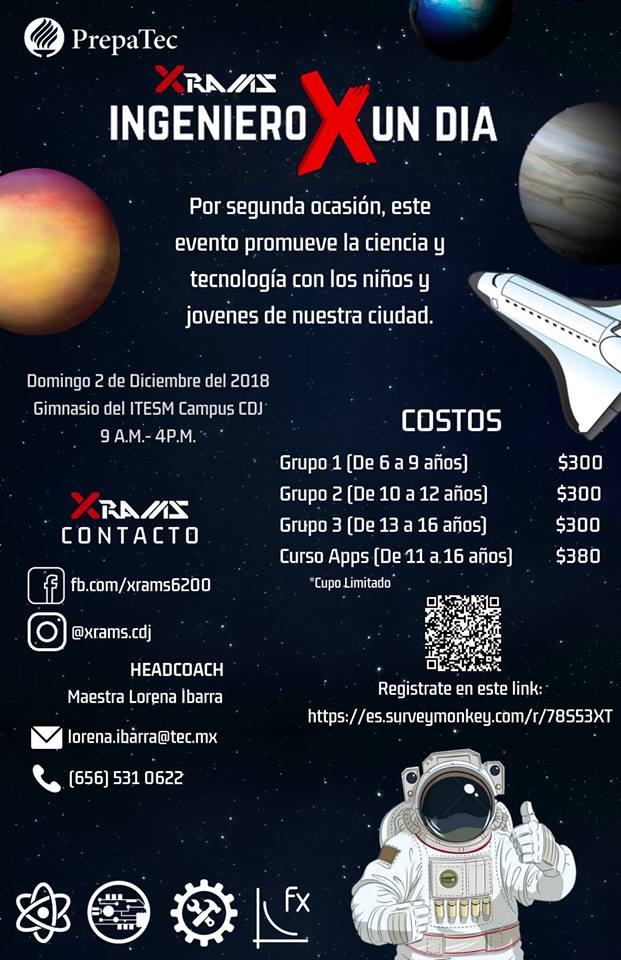 PrepaTec
XRAMS
INGENIERO X UN DIA
Por segunda ocasión, este
evento promueve la ciencia y
tecnología con los niños y
jovenes de nuestra ciudad.
Domingo 2 de Diciembre del 2018
Gimnasio del ITESM Campus CDJ
9 A.M.- 4P.M.
COSTOS
Grupo 1 (De 6 a 9 años) $300
Grupo 2 (De 10 a 12 años) $300
Grupo 3 (De 13 a 16 años) $300
Curso Apps (De 11 a 16 años) $380
*Cupo Limitado
Registrate en este link:
https://es.surveymonkey.com/r/78S53XT
XRAMS
CONTACTO
fb.com/xrams6200
@xrams.cdj
HEADCOACH
Maestra Lorena Ibarra
lorena.ibarra@tec.mx
(656) 531 0622
fx